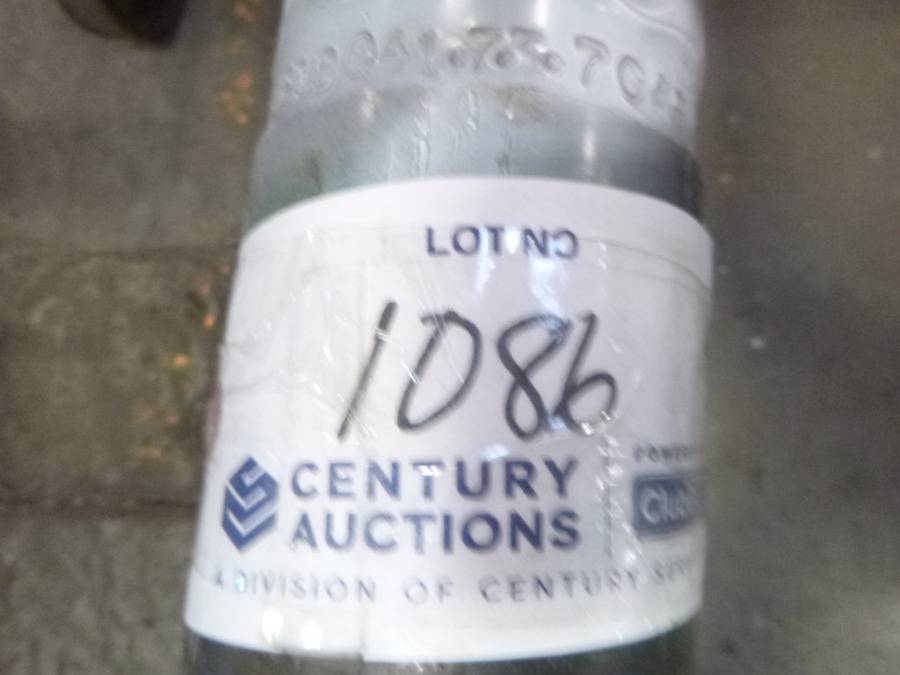 LOT NO
1086
CENTURY
AUCTIONS
A DIVISION OF CENTURY